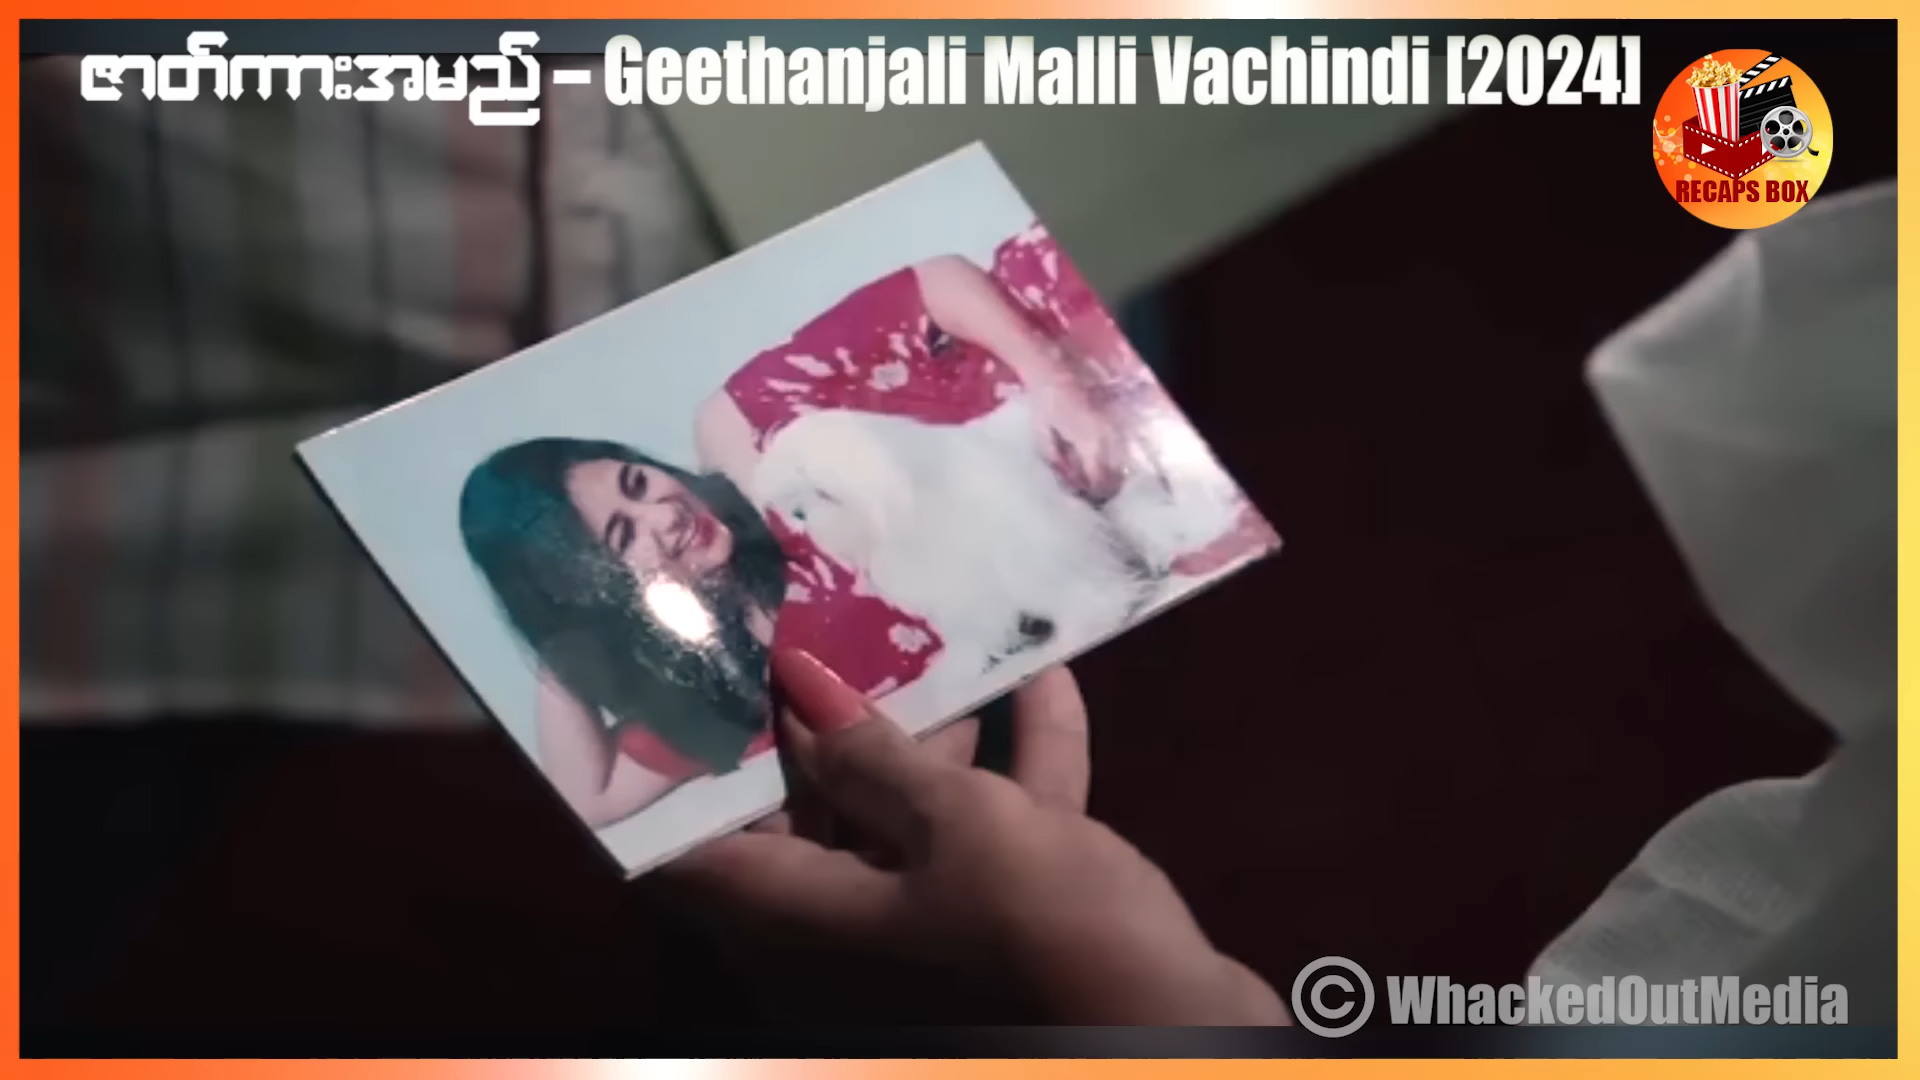 ဇာတ်ကားအမည် – Geethanjali Malli Vachindi [2024]
RECAPS BOX
© WhackedOutMedia